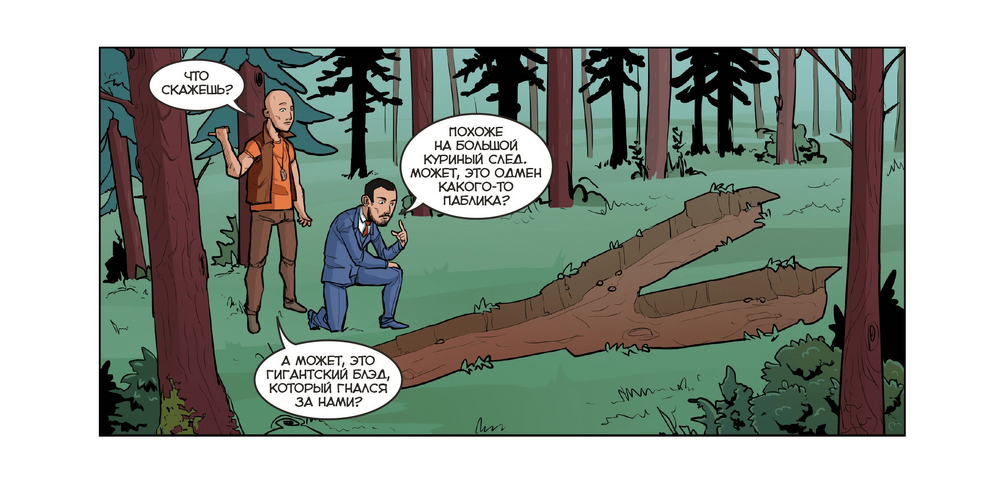 ЧТО
СКАЖЕШЬ?
ПОХОЖЕ
НА БОЛЬШОЙ
КУРИНЫЙ СЛЕД.
МОЖЕТ, ЭТО ОДМЕН
КАКОГО-ТО
ПАБЛИКА?
А МОЖЕТ, ЭТО
ГИГАНТСКИЙ БЛЭД,
КОТОРЫЙ ГНАЛСЯ
ЗА НАМИ?